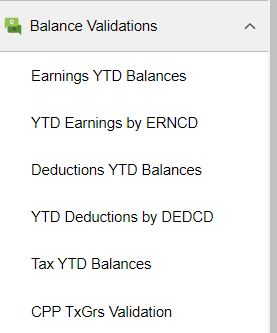 Balance Validations
Earnings YTD Balances
YTD Earnings by ERNCD
Deductions YTD Balances
YTD Deductions by DEDCD
Tax YTD Balances
CPP TxGrs Validation